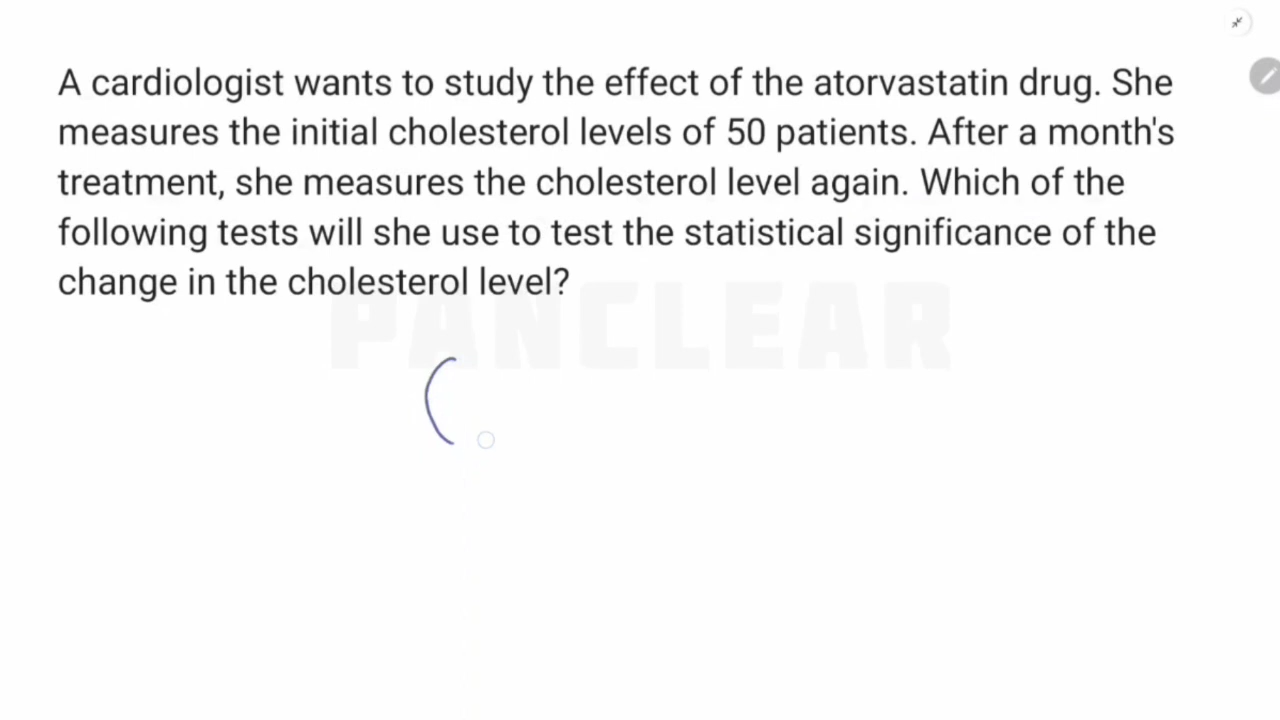 A cardiologist wants to study the effect of the atorvastatin drug. She
measures the initial cholesterol levels of 50 patients. After a month's
treatment, she measures the cholesterol level again. Which of the
following tests will she use to test the statistical significance of the
change in the cholesterol level?
PANCLEAR